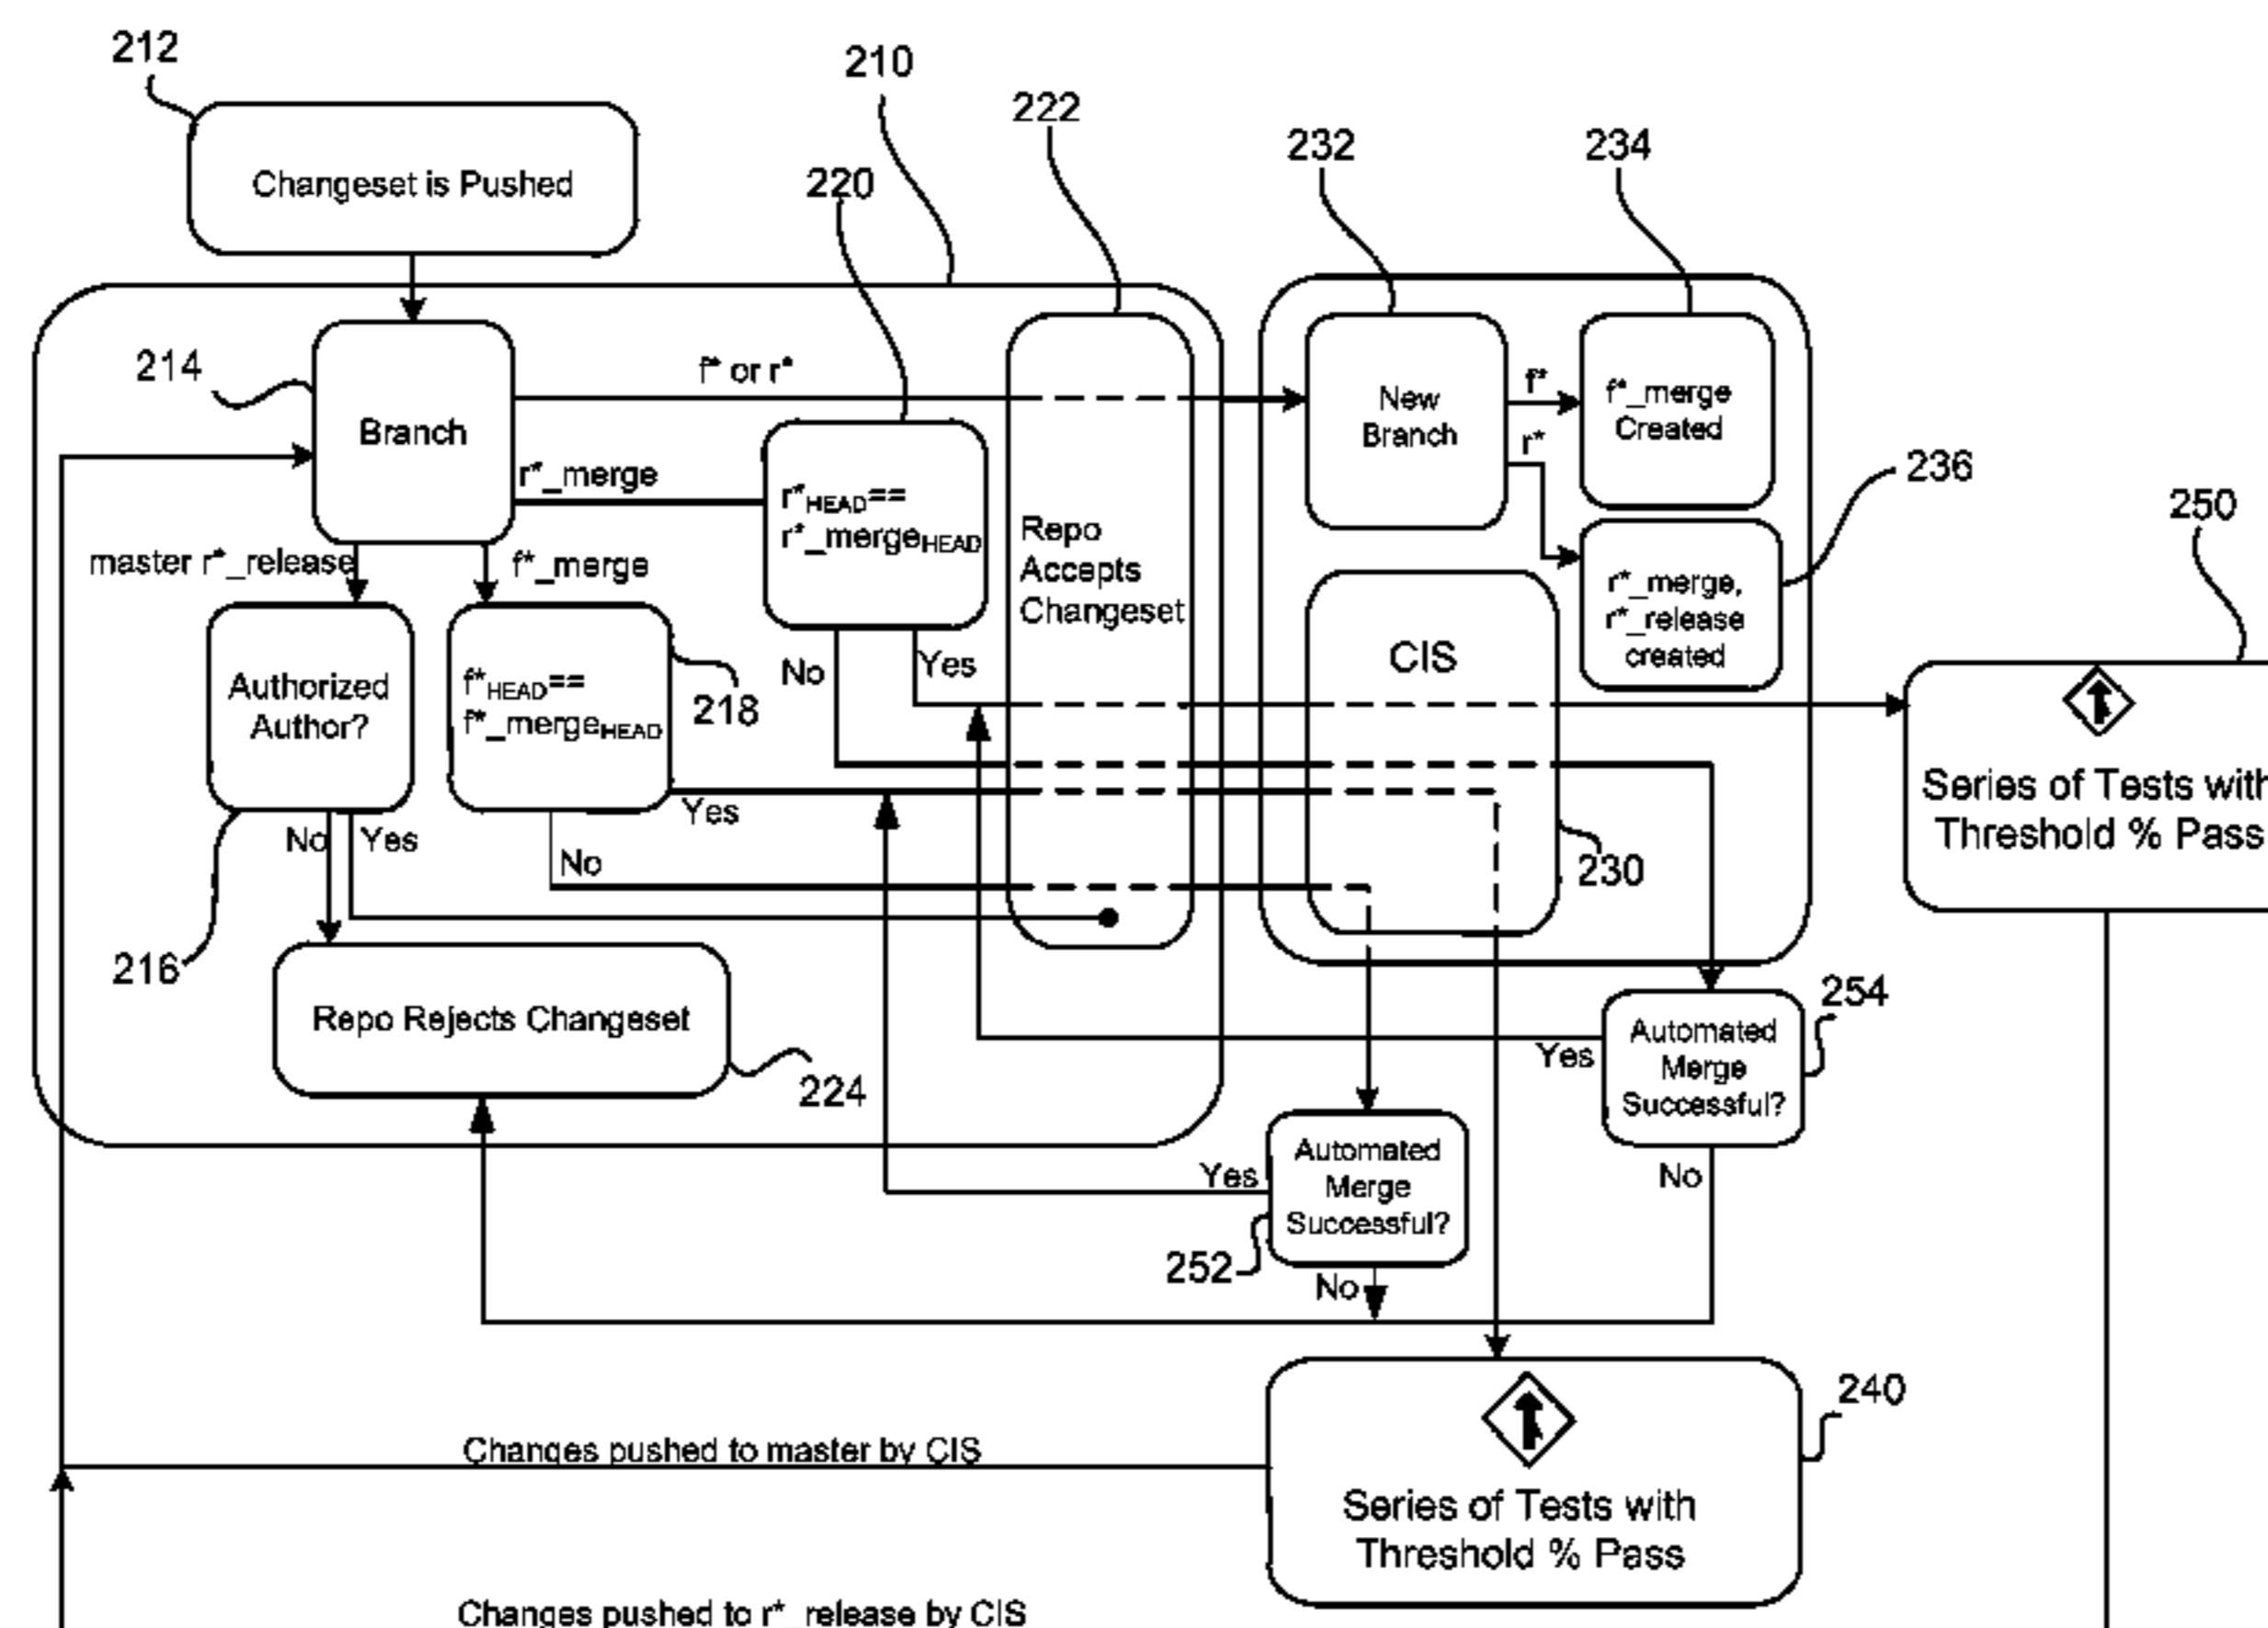 212
210
222
232
234
Changeset is Pushed
220
214
f* or r*
Branch
r*_merge
New
Branch
f*
r*
f*_merge
Created
236
250
r*HEAD==
r*_mergeHEAD
Repo
Accepts
Changeset
r*_merge,
r*_release
created
master r*_release
f*_merge
Authorized
Author?
f*HEAD==
f*_mergeHEAD
218
No
Yes
CIS
Series of Tests with
Threshold % Pass
No
Yes
Yes
No
230
216
Repo Rejects Changeset
224
254
Automated
Merge
Successful?
Yes
No
Automated
Merge
Successful?
Yes
252
No
240
Changes pushed to master by CIS
Series of Tests with
Threshold % Pass
Changes pushed to r*_release by CIS